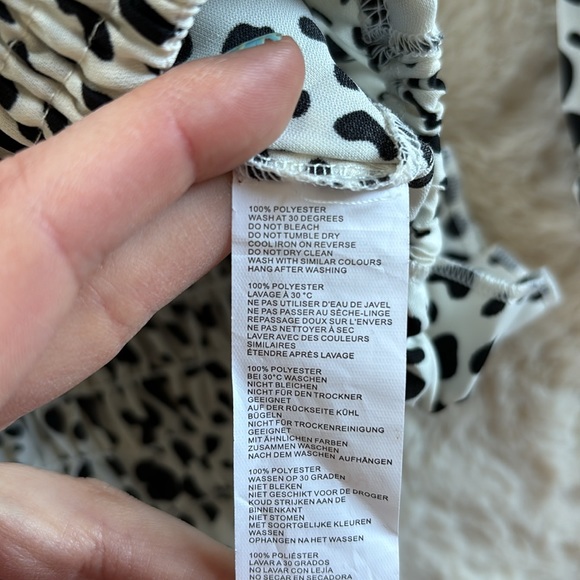 100% POLYESTER
WASH AT 30 DEGREES
DO NOT BLEACH
DO NOT TUMBLE DRY
COOL IRON ON REVERSE
DO NOT DRY CLEAN
WASH WITH SIMILAR COLOURS
HANG AFTER WASHING
100% POLYESTER
LAVAGE À 30 °C
NE PAS UTILISER D'EAU DE JAVEL
NE PAS PASSER AU SÈCHE-LINGE
REPASSAGE DOUX SUR L'ENVERS
NE PAS NETTOYER À SEC
LAVER AVEC DES COULEURS
SIMILAIRES
ÉTENDRE APRÈS LAVAGE
100% POLYESTER
BEI 30°C WASCHEN
NICHT BLEICHEN
NICHT FÜR DEN TROCKNER
GEEIGNET
AUF DER RÜCKSEITE KÜHL
BÜGELN
NICHT FÜR TROCKENREINIGUNG
GEEIGNET
MIT ÄHNLICHEN FARBEN
ZUSAMMEN WASCHEN
NACH DEM WASCHEN AUFHÄNGEN
100% POLYESTER
WASSEN OP 30 GRADEN
NIET BLEKEN
NIET GESCHIKT VOOR DE DROGER
KOUD STRIJKEN AAN DE
BINNENKANT
NIET STOMEN
MET SOORTGELIJKE KLEUREN
WASSEN
OPHANGEN NA HET WASSEN
100% POLIÉSTER
LAVAR A 30 GRADOS
NO LAVAR CON LEJÍA
NO SECAR EN SECADORA